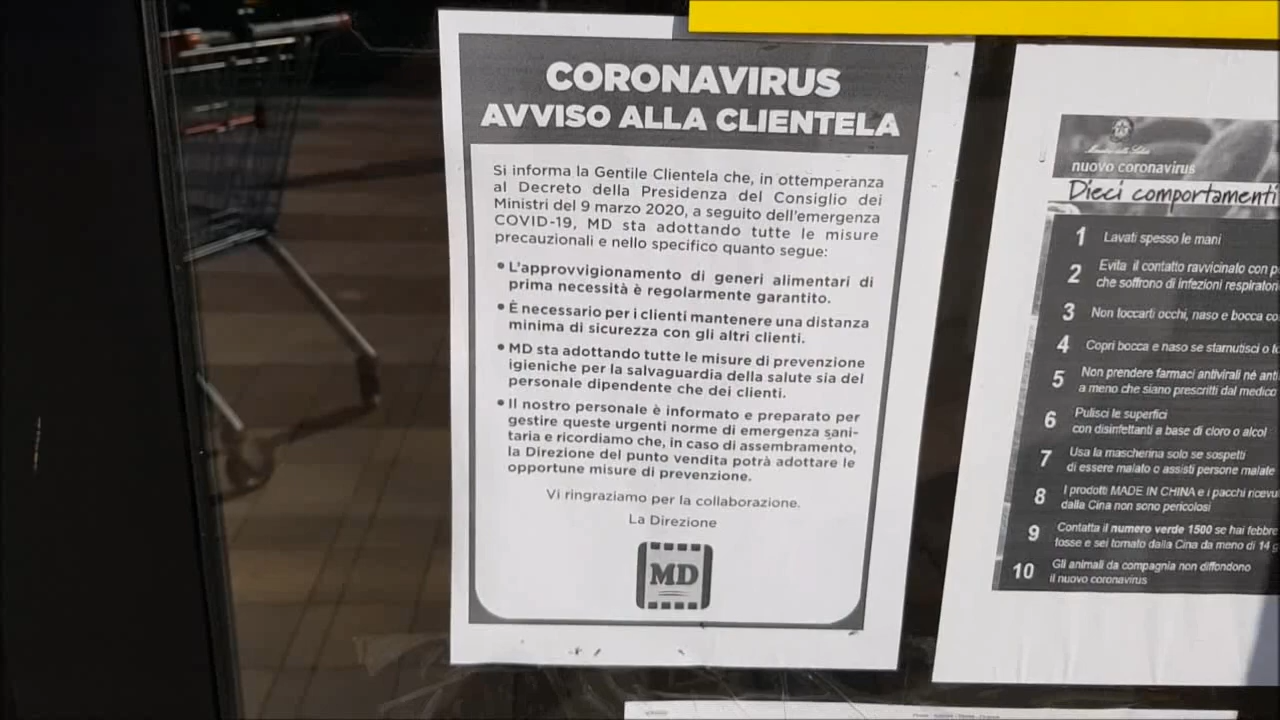 CORONAVIRUS
AVVISO ALLA CLIENTELA
Si informa la Gentile Clientela che, in ottemperanza
al Decreto della Presidenza del Consiglio dei
Ministri del 9 marzo 2020, a seguito dell'emergenza
COVID-19, MD sta adottando tutte le misure
precauzionali e nello specifico quanto segue:
• L'approvvigionamento di generi alimentari di
prima necessità è regolarmente garantito.
• È necessario per i clienti mantenere una distanza
minima di sicurezza con gli altri clienti.
• MD sta adottando tutte le misure di prevenzione
igieniche per la salvaguardia della salute sia del
personale dipendente che dei clienti.
• Il nostro personale è informato e preparato per
gestire queste urgenti norme di emergenza sani-
taria e ricordiamo che, in caso di assembramento,
la Direzione del punto vendita potrà adottare le
opportune misure di prevenzione.
Vi ringraziamo per la collaborazione.
La Direzione
MD
Ministero della Salute
nuovo coronavirus
Dieci comportamenti
1 Lavati spesso le mani
2 Evita il contatto ravvicinato con p
che soffrono di infezioni respiratori
3 Non toccarti occhi, naso e bocca co
4 Copri bocca e naso se starnutisci o t
5 Non prendere farmaci antivirali né anti
a meno che siano prescritti dal medico
6 Pulisci le superfici
con disinfettanti a base di cloro o alcol
7 Usa la mascherina solo se sospetti
di essere malato o assisti persone malate
8 I prodotti MADE IN CHINA e i pacchi ricevu
dalla Cina non sono pericolosi
9 Contatta il numero verde 1500 se hai febbre
tosse e sei tornato dalla Cina da meno di 14 g
10 Gli animali da compagnia non diffondono
il nuovo coronavirus